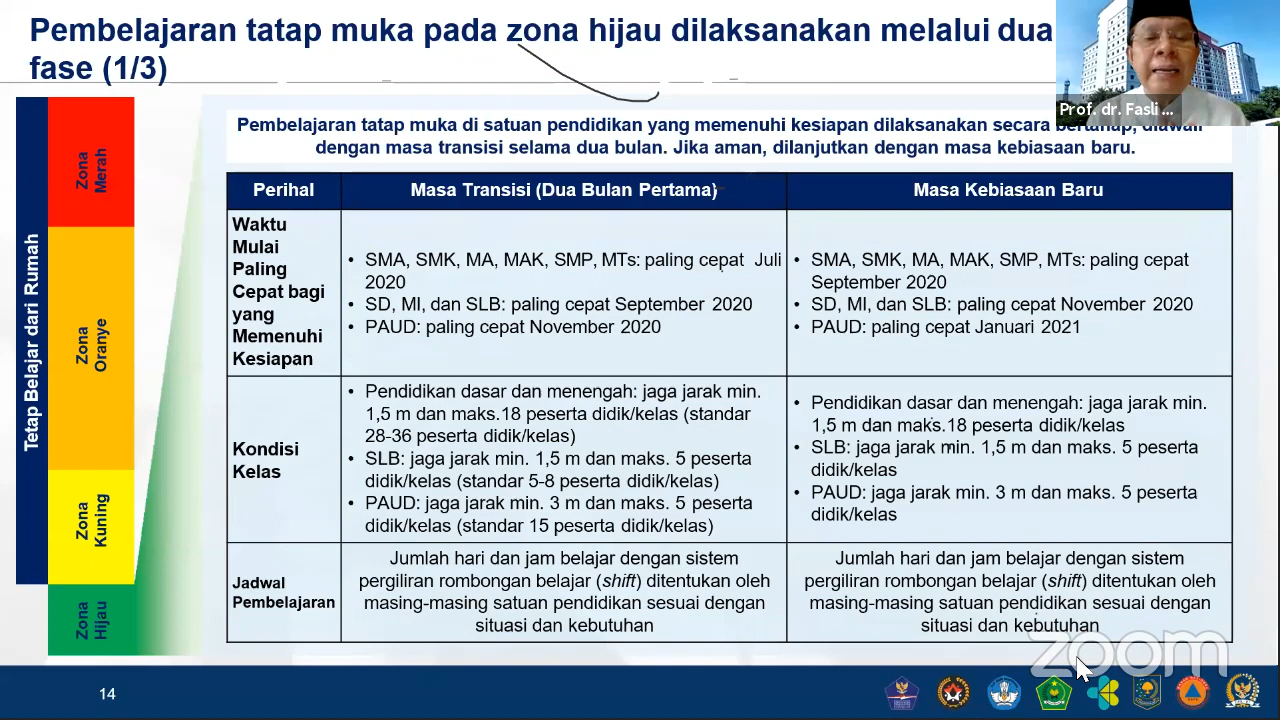 Pembelajaran tatap muka pada zona hijau dilaksanakan melalui dua
fase (1/3)
Prof. dr. Fasli ...
Tetap Belajar dari Rumah
Zona
Merah
Zona
Oranye
Zona
Kuning
Zona
Hijau
Pembelajaran tatap muka di satuan pendidikan yang memenuhi kesiapan dilaksanakan secara bertahap, diawali
dengan masa transisi selama dua bulan. Jika aman, dilanjutkan dengan masa kebiasaan baru.
Perihal
Masa Transisi (Dua Bulan Pertama)
Masa Kebiasaan Baru
Waktu
Mulai
Paling
Cepat bagi
yang
Memenuhi
Kesiapan
• SMA, SMK, MA, MAK, SMP, MTs: paling cepat Juli
2020
• SD, MI, dan SLB: paling cepat September 2020
• PAUD: paling cepat November 2020
• SMA, SMK, MA, MAK, SMP, MTs: paling cepat
September 2020
• SD, MI, dan SLB: paling cepat November 2020
• PAUD: paling cepat Januari 2021
Kondisi
Kelas
• Pendidikan dasar dan menengah: jaga jarak min.
1,5 m dan maks.18 peserta didik/kelas (standar
28-36 peserta didik/kelas)
• SLB: jaga jarak min. 1,5 m dan maks. 5 peserta
didik/kelas (standar 5-8 peserta didik/kelas)
• PAUD: jaga jarak min. 3 m dan maks. 5 peserta
didik/kelas (standar 15 peserta didik/kelas)
• Pendidikan dasar dan menengah: jaga jarak min.
1,5 m dan maks.18 peserta didik/kelas
• SLB: jaga jarak min. 1,5 m dan maks. 5 peserta
didik/kelas
• PAUD: jaga jarak min. 3 m dan maks. 5 peserta
didik/kelas
Jadwal
Pembelajaran
Jumlah hari dan jam belajar dengan sistem
pergiliran rombongan belajar (shift) ditentukan oleh
masing-masing satuan pendidikan sesuai dengan
situasi dan kebutuhan
Jumlah hari dan jam belajar dengan sistem
pergiliran rombongan belajar (shift) ditentukan oleh
masing-masing satuan pendidikan sesuai dengan
situasi dan kebutuhan
zoom
14